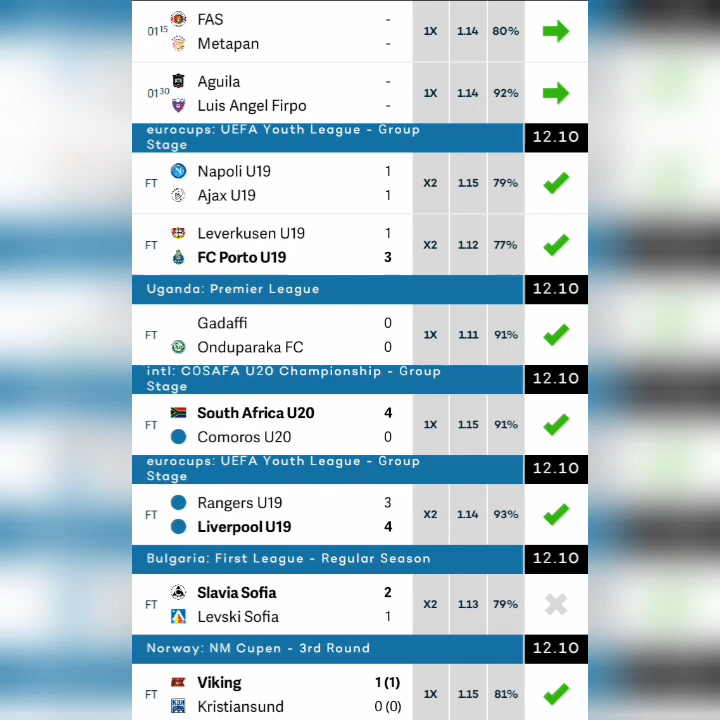 01 15 FAS - 1X 1.14 80%
Metapan -
01 30 Aguila - 1X 1.14 92%
Luis Angel Firpo -
eurocups: UEFA Youth League - Group
Stage 12.10
FT Napoli U19 1 X2 1.15 79%
Ajax U19 1
FT Leverkusen U19 1 X2 1.12 77%
FC Porto U19 3
Uganda: Premier League 12.10
FT Gadaffi 0 1X 1.11 91%
Onduparaka FC 0
intl: COSAFA U20 Championship - Group
Stage 12.10
FT South Africa U20 4 1X 1.15 91%
Comoros U20 0
eurocups: UEFA Youth League - Group
Stage 12.10
FT Rangers U19 3 X2 1.14 93%
Liverpool U19 4
Bulgaria: First League - Regular Season 12.10
FT Slavia Sofia 2 X2 1.13 79%
Levski Sofia 1
Norway: NM Cupen - 3rd Round 12.10
FT Viking 1 (1) 1X 1.15 81%
Kristiansund 0 (0)